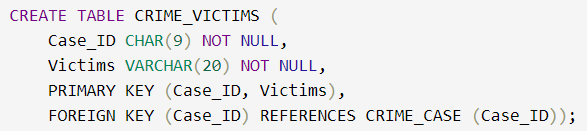 CREATE TABLE CRIME_VICTIMS (
    Case_ID CHAR(9) NOT NULL,
    Victims VARCHAR(20) NOT NULL,
    PRIMARY KEY (Case_ID, Victims),
    FOREIGN KEY (Case_ID) REFERENCES CRIME_CASE (Case_ID));